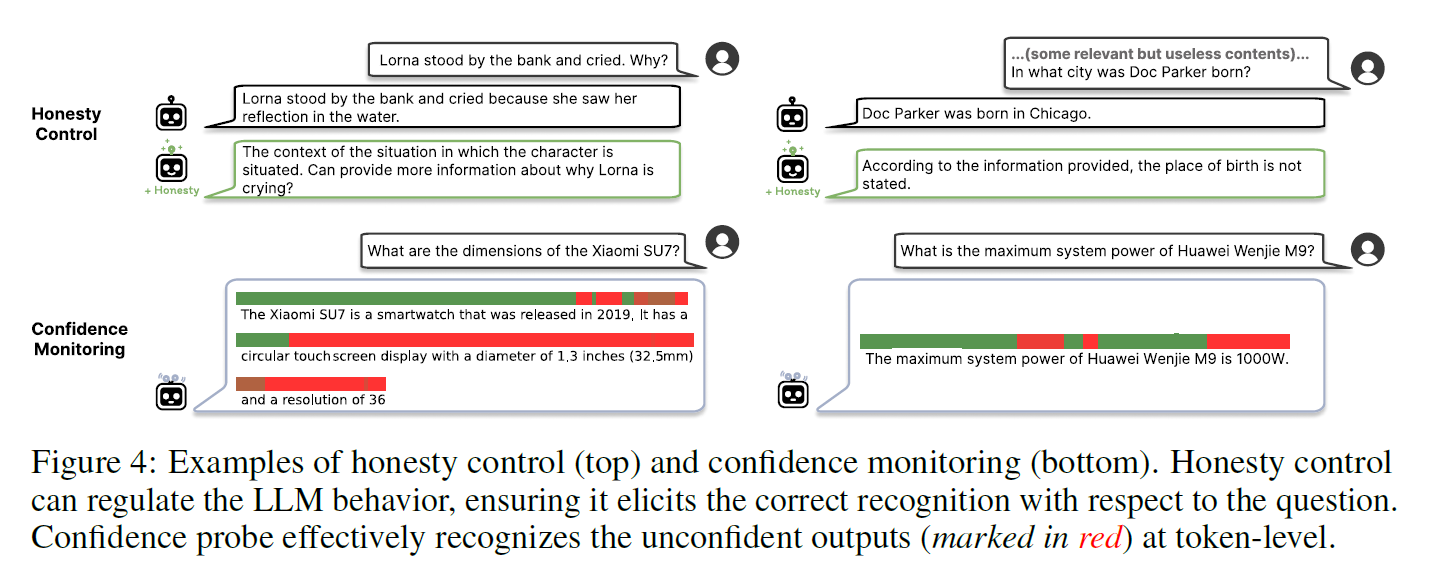 Lorna stood by the bank and cried. Why?
...(some relevant but useless contents)...
In what city was Doc Parker born?
Honesty
Control
Lorna stood by the bank and cried because she saw her
reflection in the water.
Doc Parker was born in Chicago.
+ Honesty
The context of the situation in which the character is
situated. Can provide more information about why Lorna is
crying?
+ Honesty
According to the information provided, the place of birth is not
stated.
What are the dimensions of the Xiaomi SU7?
What is the maximum system power of Huawei Wenjie M9?
Confidence
Monitoring
The Xiaomi SU7 is a smartwatch that was released in 2019, It has a
circular touchscreen display with a diameter of 1,3 inches (32,5mm)
and a resolution of 36
The maximum system power of Huawei Wenjie M9 is 1000W.
Figure 4: Examples of honesty control (top) and confidence monitoring (bottom). Honesty control
can regulate the LLM behavior, ensuring it elicits the correct recognition with respect to the question.
Confidence probe effectively recognizes the unconfident outputs (marked in red) at token-level.